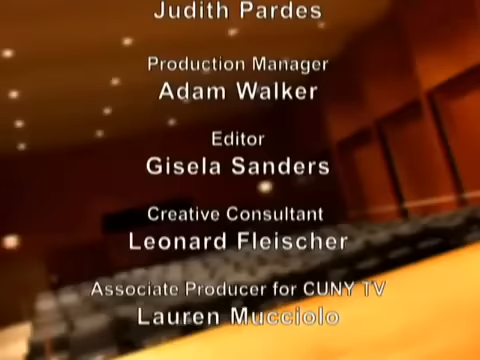 Judith Pardes
Production Manager
Adam Walker
Editor
Gisela Sanders
Creative Consultant
Leonard Fleischer
Associate Producer for CUNY TV
Lauren Mucciolo